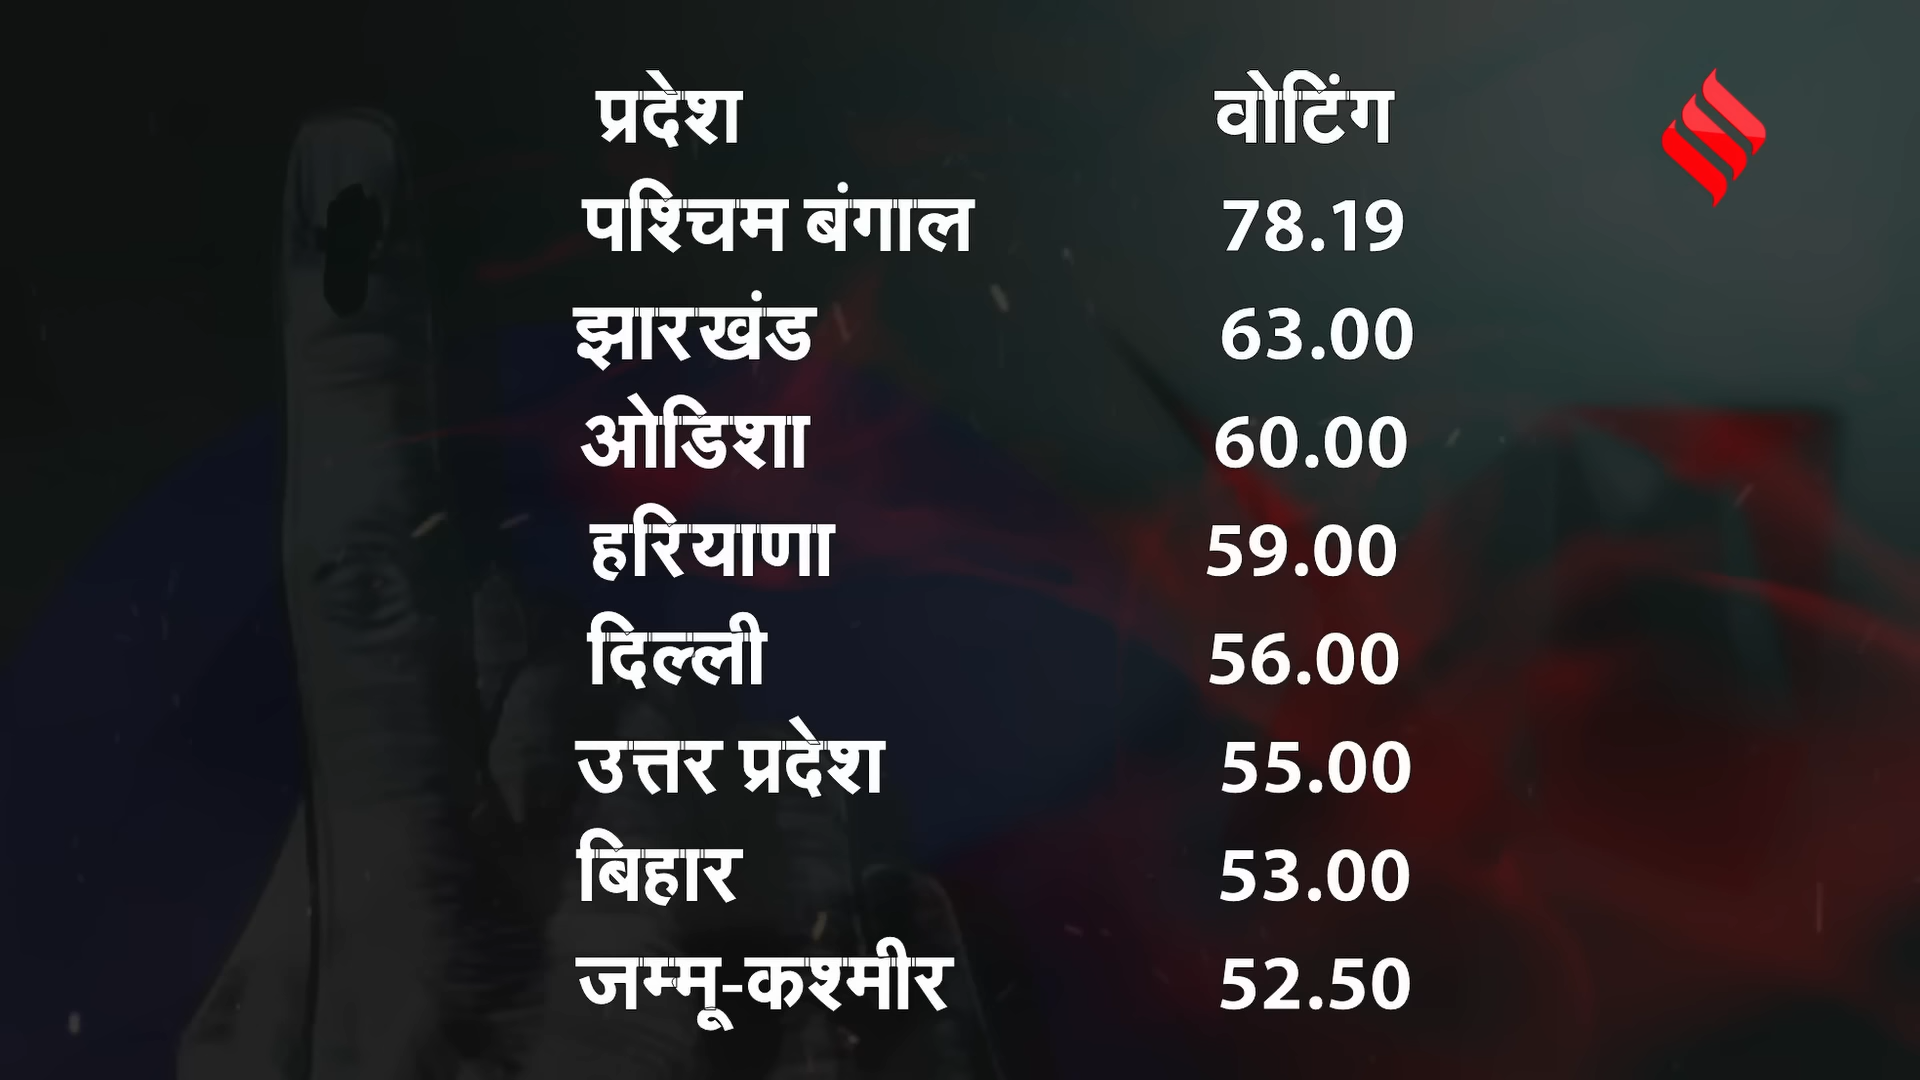 प्रदेश वोटिंग
पश्चिम बंगाल 78.19
झारखंड 63.00
ओडिशा 60.00
हरियाणा 59.00
दिल्ली 56.00
उत्तर प्रदेश 55.00
बिहार 53.00
जम्मू-कश्मीर 52.50